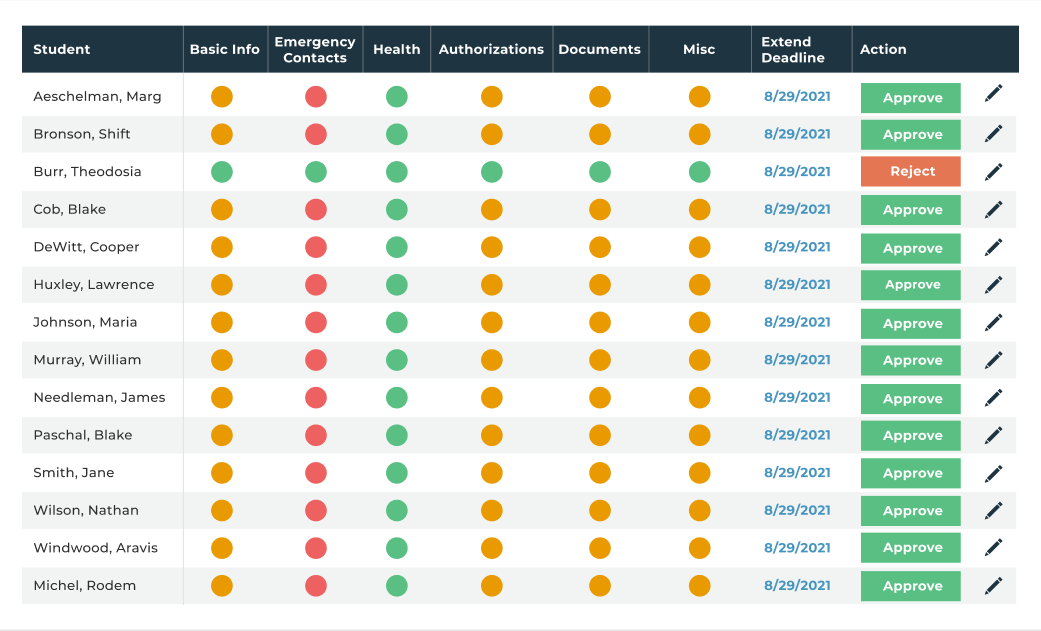 Student Basic Info Emergency Contacts Health Authorizations Documents Misc Extend Deadline Action
Aeschelman, Marg 8/29/2021 Approve
Bronson, Shift 8/29/2021 Approve
Burr, Theodosia 8/29/2021 Reject
Cob, Blake 8/29/2021 Approve
DeWitt, Cooper 8/29/2021 Approve
Huxley, Lawrence 8/29/2021 Approve
Johnson, Maria 8/29/2021 Approve
Murray, William 8/29/2021 Approve
Needleman, James 8/29/2021 Approve
Paschal, Blake 8/29/2021 Approve
Smith, Jane 8/29/2021 Approve
Wilson, Nathan 8/29/2021 Approve
Windwood, Aravis 8/29/2021 Approve
Michel, Rodem 8/29/2021 Approve